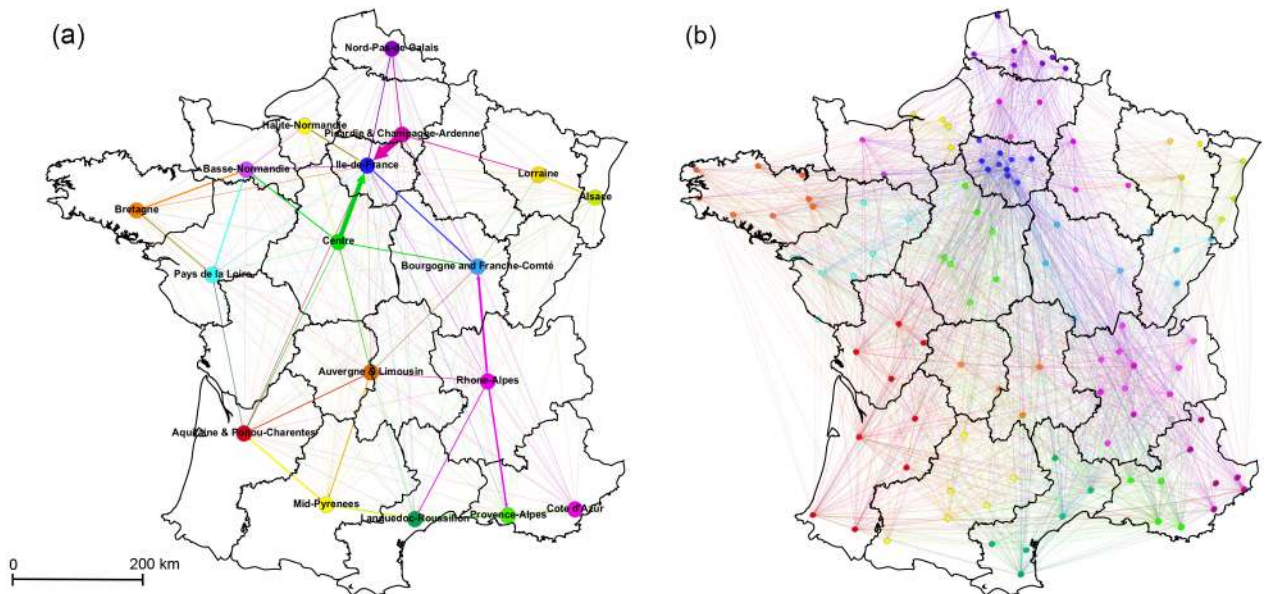 (a)
(b)
Nord-Pas-de-Calais
Haute-Normandie
Picardie & Champagne-Ardenne
Basse-Normandie
Ile-de-France
Lorraine
Alsace
Bretagne
Centre
Pays de la Loire
Bourgogne and Franche-Comté
Auvergne & Limousin
Rhone-Alpes
Aquitaine & Poitou-Charentes
Mid-Pyrenees
Languedoc-Roussillon
Provence-Alpes
Cote d'Azur
0 200 km